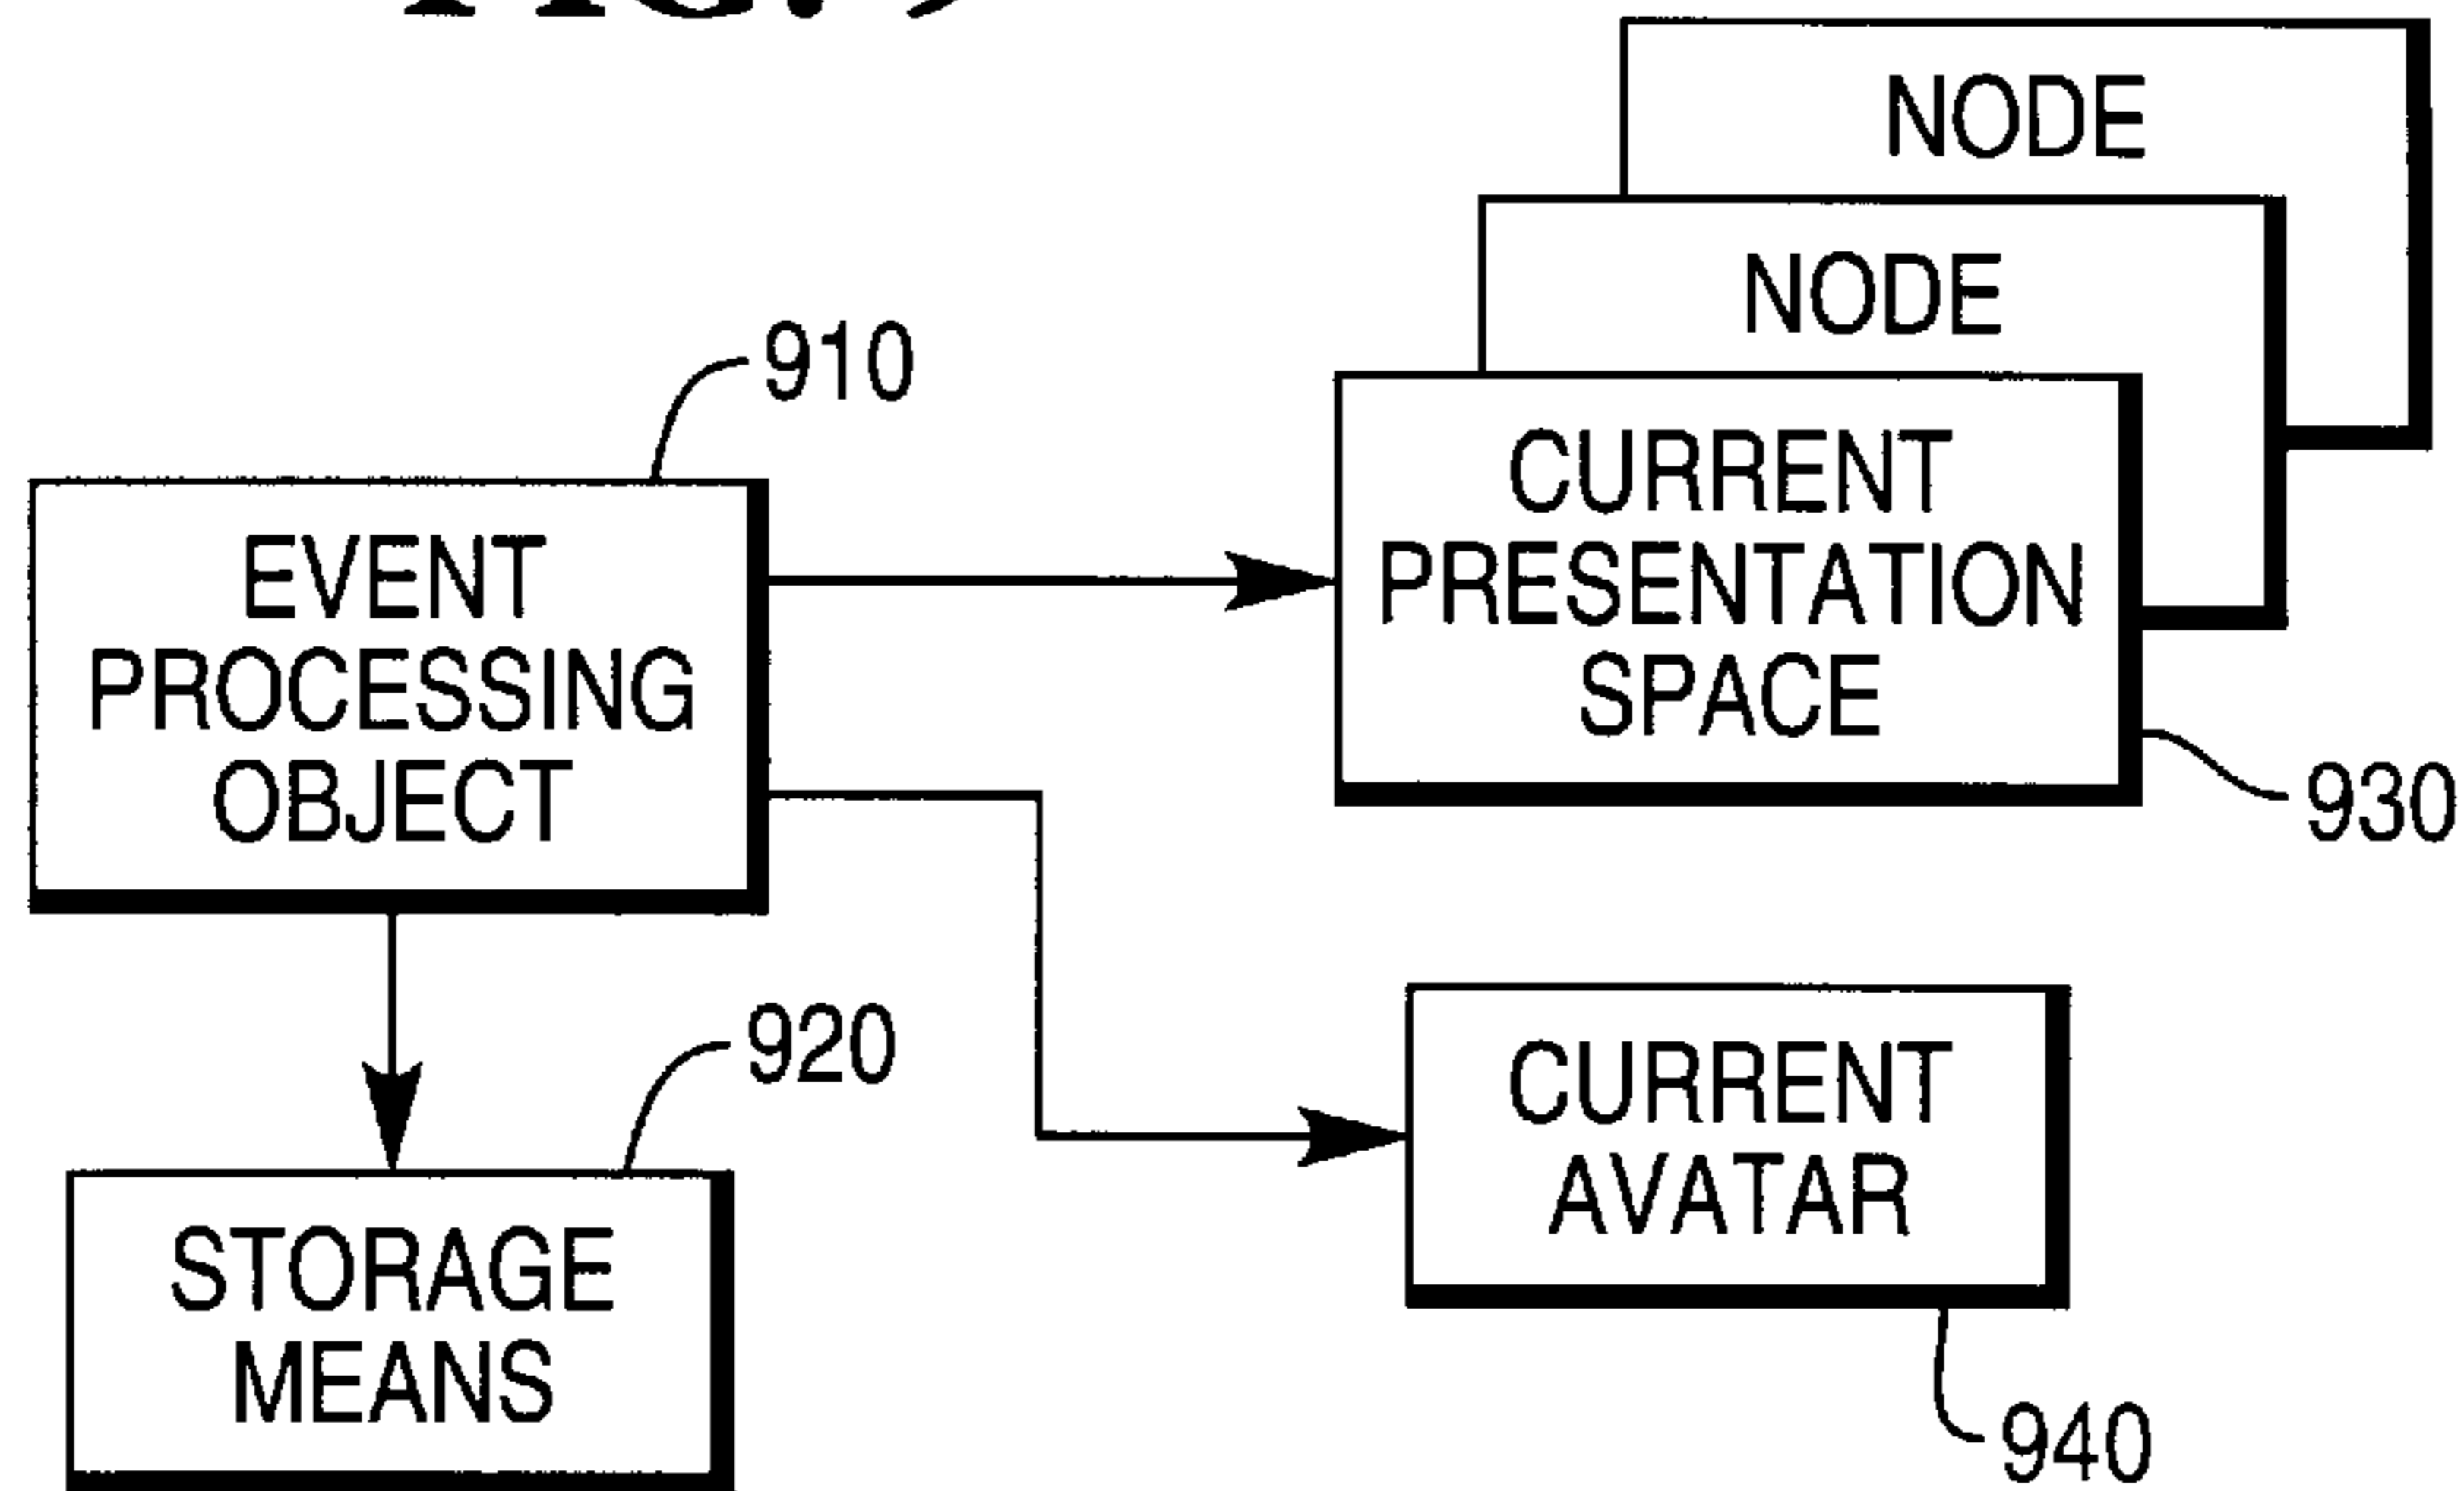 NODE
NODE
910
CURRENT
PRESENTATION
SPACE
EVENT
PROCESSING
OBJECT
930
920
CURRENT
AVATAR
STORAGE
MEANS
940